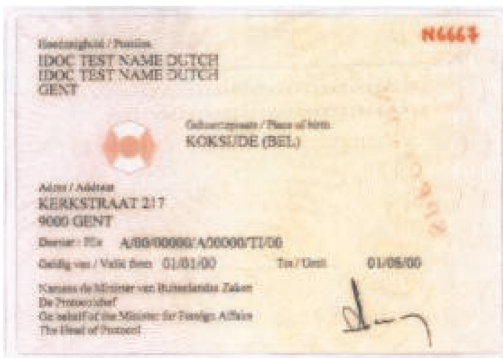 N6667
Hoedanigheid / Position
IDOC TEST NAME DUTCH
IDOC TEST NAME DUTCH
GENT
Geboorteplaats / Place of birth
KOKSIJDE (BEL)
Adres / Address
KERKSTRAAT 217
9000 GENT
Dossier / File A/00/00000/A00000/TI/00
Geldig van / Valid from 01/01/00 Tot / Until 01/06/00
Namens de Minister van Buitenlandse Zaken
De Protocolchef
On behalf of the Minister for Foreign Affairs
The Head of Protocol